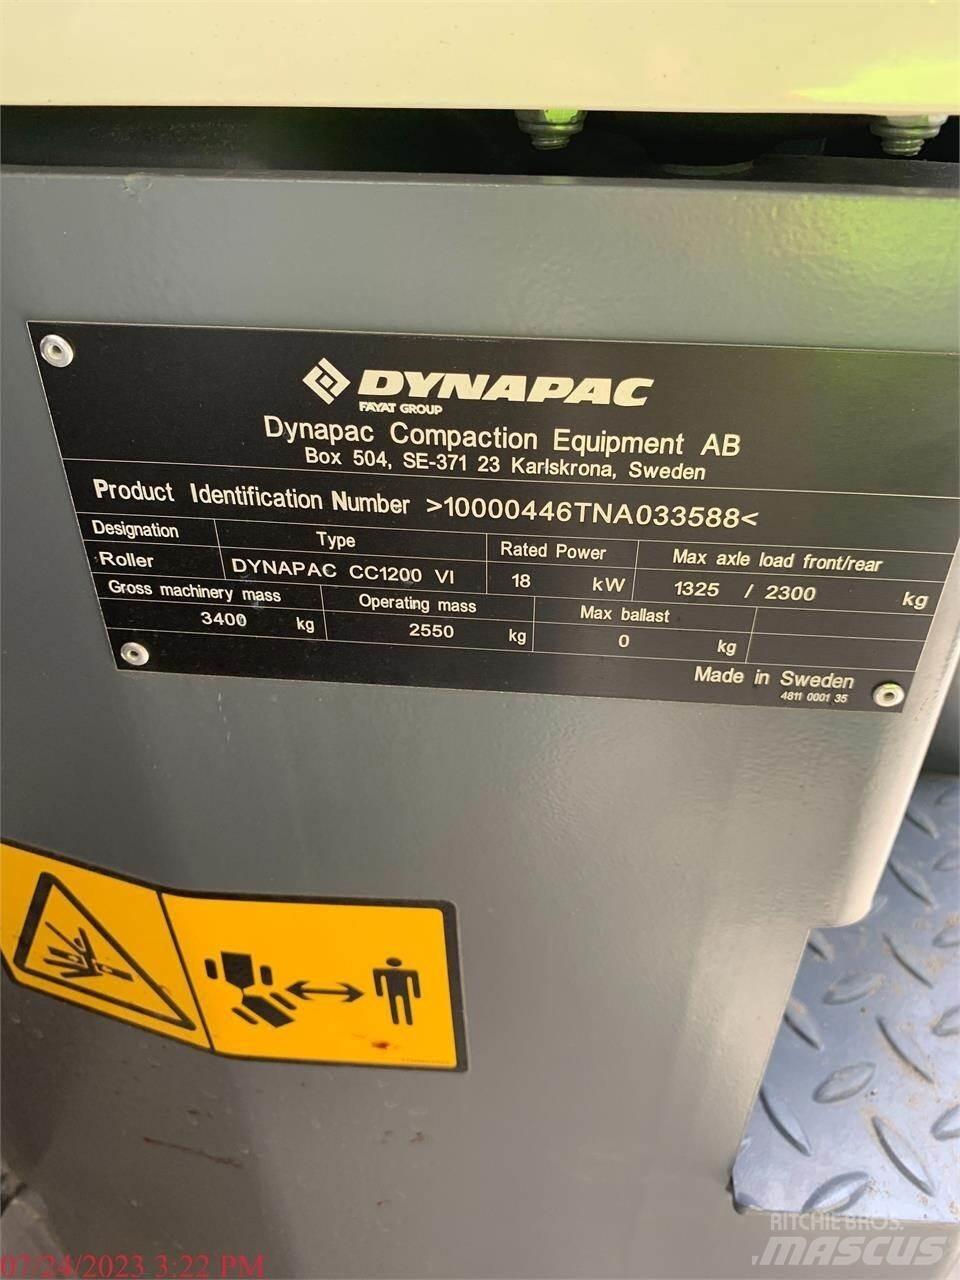 DYNAPAC
FAYAT GROUP
Dynapac Compaction Equipment AB
Box 504, SE-371 23 Karlskrona, Sweden
Product Identification Number >10000446TNA033588<
Designation Type Rated Power Max axle load front/rear
Roller DYNAPAC CC1200 VI 18 kW 1325 / 2300 kg
Gross machinery mass Operating mass Max ballast
3400 kg 2550 kg 0 kg
Made in Sweden
4811 0001 35
RITCHIE BROS.
MASCUS
07/24/2023 3:22 PM